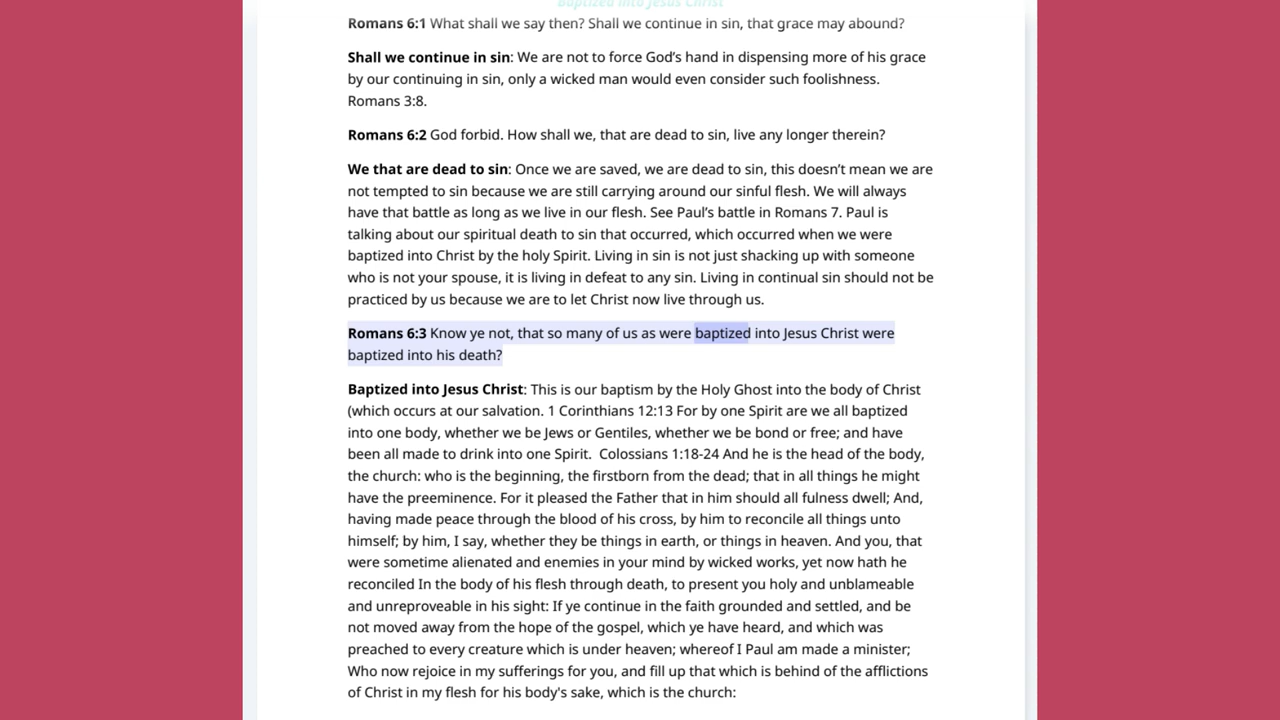 Baptized into Jesus Christ
Romans 6:1 What shall we say then? Shall we continue in sin, that grace may abound?
Shall we continue in sin: We are not to force God’s hand in dispensing more of his grace
by our continuing in sin, only a wicked man would even consider such foolishness.
Romans 3:8.
Romans 6:2 God forbid. How shall we, that are dead to sin, live any longer therein?
We that are dead to sin: Once we are saved, we are dead to sin, this doesn’t mean we are
not tempted to sin because we are still carrying around our sinful flesh. We will always
have that battle as long as we live in our flesh. See Paul’s battle in Romans 7. Paul is
talking about our spiritual death to sin that occurred, which occurred when we were
baptized into Christ by the holy Spirit. Living in sin is not just shacking up with someone
who is not your spouse, it is living in defeat to any sin. Living in continual sin should not be
practiced by us because we are to let Christ now live through us.
Romans 6:3 Know ye not, that so many of us as were baptized into Jesus Christ were
baptized into his death?
Baptized into Jesus Christ: This is our baptism by the Holy Ghost into the body of Christ
(which occurs at our salvation. 1 Corinthians 12:13 For by one Spirit are we all baptized
into one body, whether we be Jews or Gentiles, whether we be bond or free; and have
been all made to drink into one Spirit.  Colossians 1:18-24 And he is the head of the body,
the church: who is the beginning, the firstborn from the dead; that in all things he might
have the preeminence. For it pleased the Father that in him should all fulness dwell; And,
having made peace through the blood of his cross, by him to reconcile all things unto
himself; by him, I say, whether they be things in earth, or things in heaven. And you, that
were sometime alienated and enemies in your mind by wicked works, yet now hath he
reconciled In the body of his flesh through death, to present you holy and unblameable
and unreproveable in his sight: If ye continue in the faith grounded and settled, and be
not moved away from the hope of the gospel, which ye have heard, and which was
preached to every creature which is under heaven; whereof I Paul am made a minister;
Who now rejoice in my sufferings for you, and fill up that which is behind of the afflictions
of Christ in my flesh for his body's sake, which is the church: